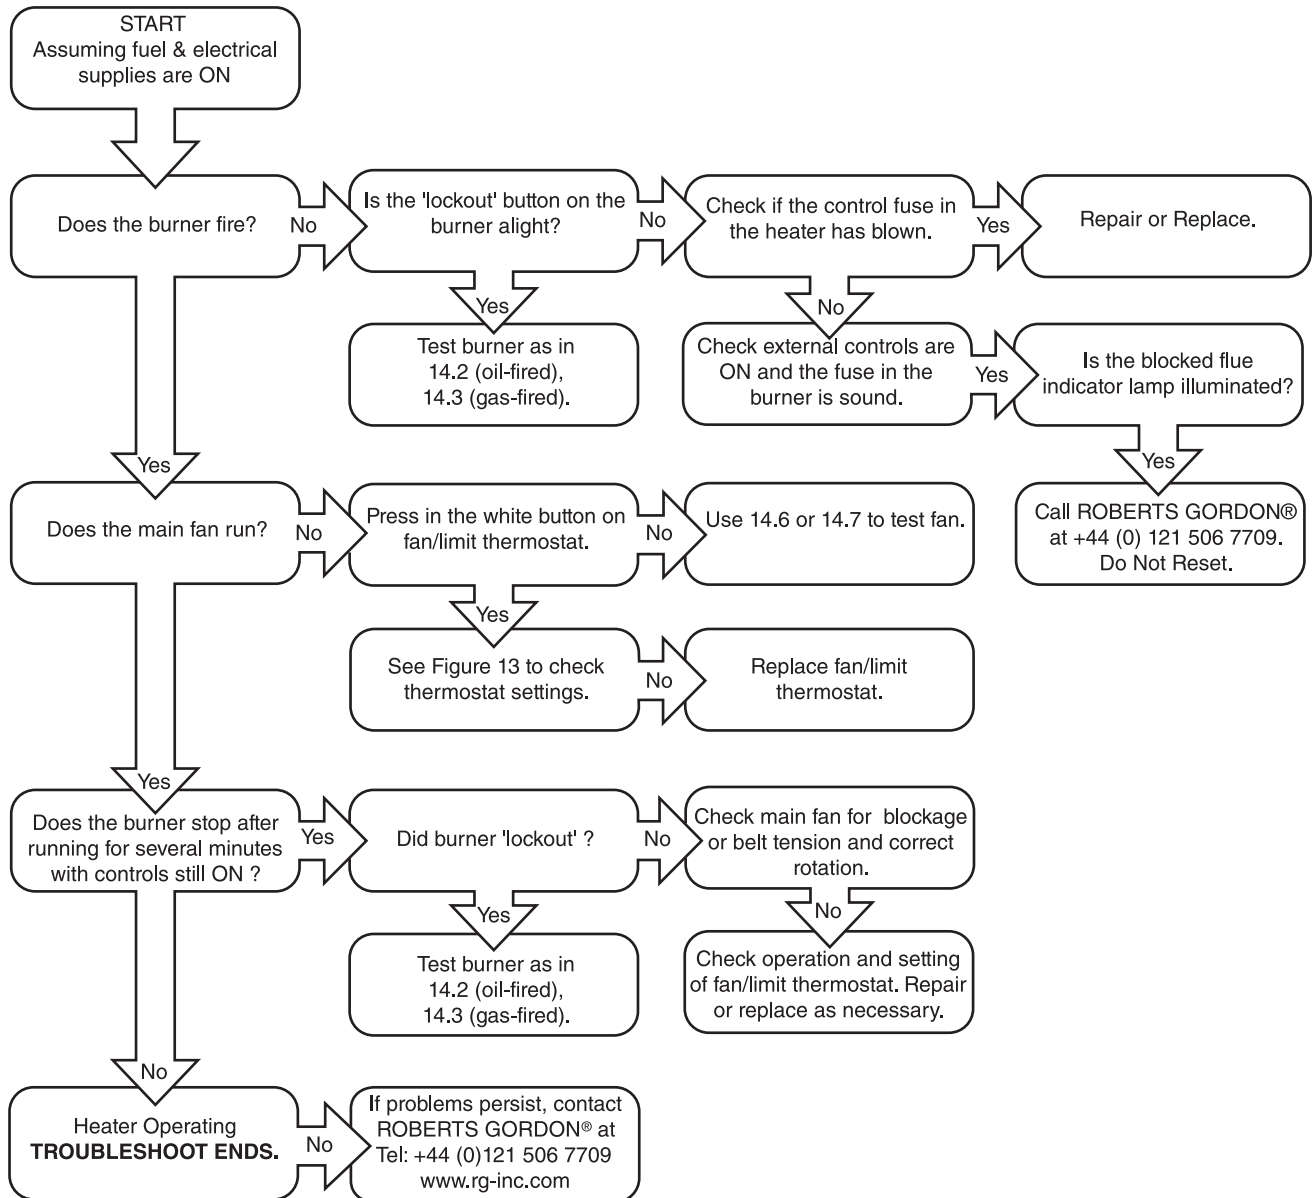 START
Assuming fuel & electrical
supplies are ON
Does the burner fire?
No
Is the 'lockout' button on the
burner alight?
No
Check if the control fuse in
the heater has blown.
Yes
Repair or Replace.
Yes
Test burner as in
14.2 (oil-fired),
14.3 (gas-fired).
No
Check external controls are
ON and the fuse in the
burner is sound.
Yes
Is the blocked flue
indicator lamp illuminated?
Yes
Call ROBERTS GORDON®
at +44 (0) 121 506 7709.
Do Not Reset.
Yes
Does the main fan run?
No
Press in the white button on
fan/limit thermostat.
No
Use 14.6 or 14.7 to test fan.
Yes
See Figure 13 to check
thermostat settings.
No
Replace fan/limit
thermostat.
Yes
Does the burner stop after
running for several minutes
with controls still ON ?
Yes
Did burner 'lockout' ?
No
Check main fan for blockage
or belt tension and correct
rotation.
Yes
Test burner as in
14.2 (oil-fired),
14.3 (gas-fired).
No
Check operation and setting
of fan/limit thermostat. Repair
or replace as necessary.
No
Heater Operating
TROUBLESHOOT ENDS.
No
If problems persist, contact
ROBERTS GORDON® at
Tel: +44 (0)121 506 7709
www.rg-inc.com